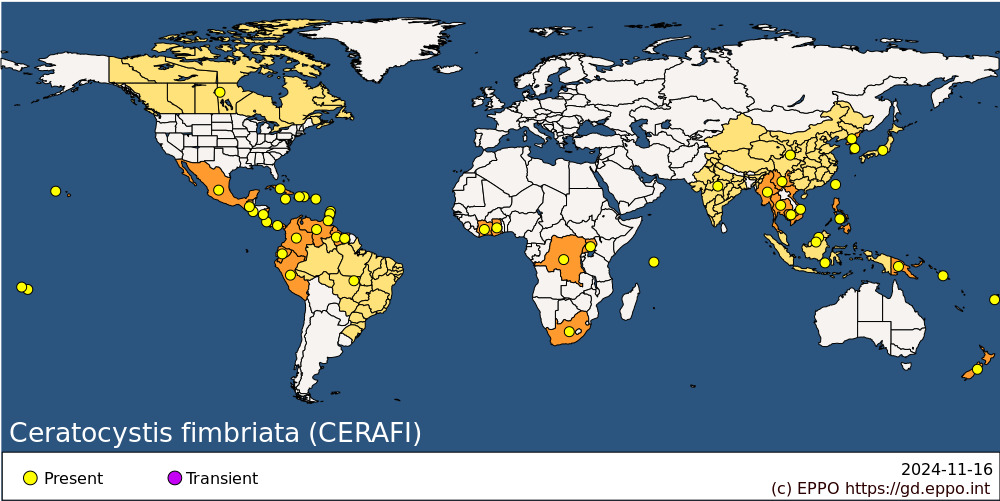 Ceratocystis fimbriata (CERAFI)
Present
Transient
2024-11-16
(c) EPPO https://gd.eppo.int